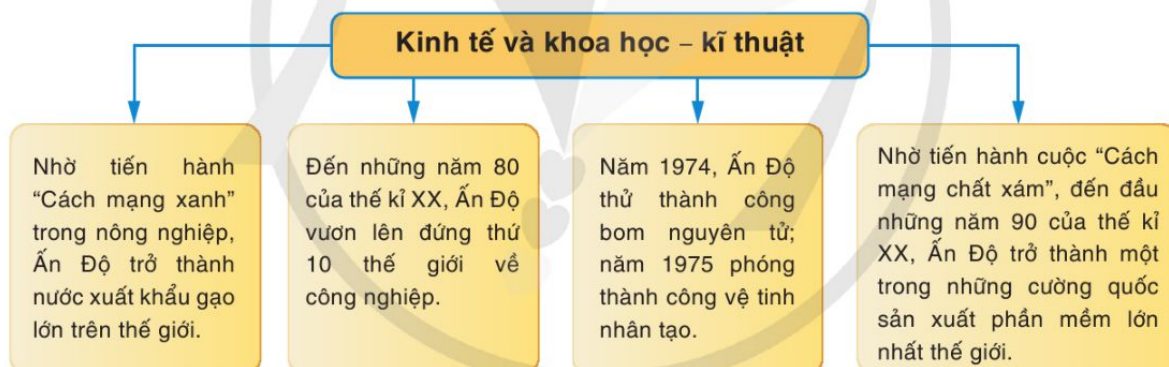 Kinh tế và khoa học – kĩ thuật
Nhờ tiến hành
“Cách mạng xanh”
trong nông nghiệp,
Ấn Độ trở thành
nước xuất khẩu gạo
lớn trên thế giới.
Đến những năm 80
của thế kỉ XX, Ấn Độ
vươn lên đứng thứ
10 thế giới về
công nghiệp.
Năm 1974, Ấn Độ
thử thành công
bom nguyên tử;
năm 1975 phóng
thành công vệ tinh
nhân tạo.
Nhờ tiến hành cuộc “Cách
mạng chất xám”, đến đầu
những năm 90 của thế kỉ
XX, Ấn Độ trở thành một
trong những cường quốc
sản xuất phần mềm lớn
nhất thế giới.